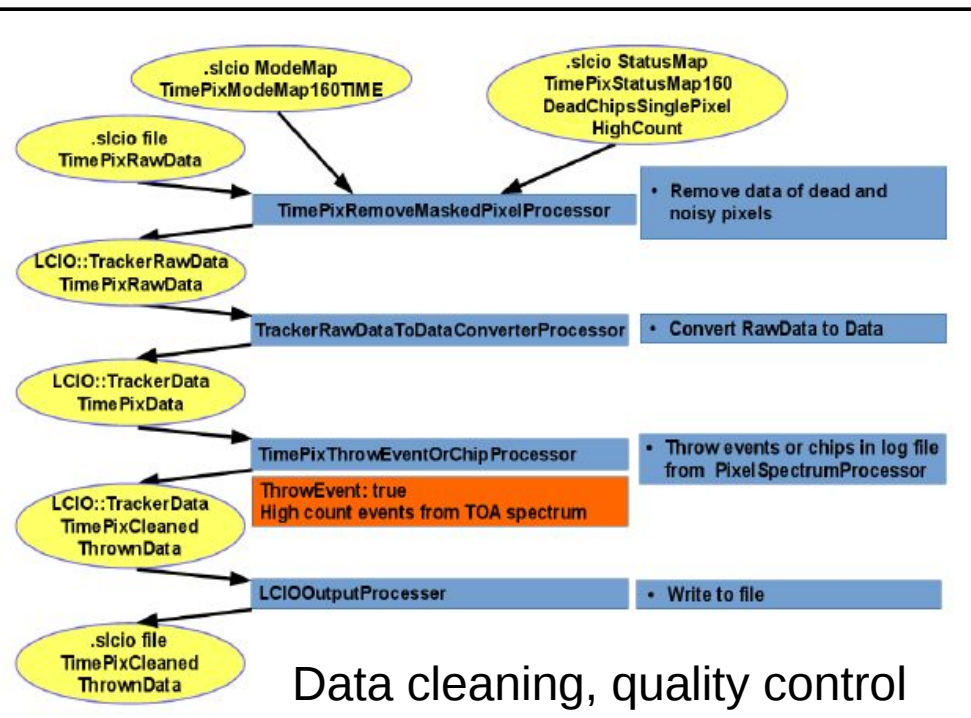 .slcio ModeMap
TimePixModeMap160TIME
.slcio StatusMap
TimePixStatusMap160
DeadChipsSinglePixel
HighCount
.slcio file
TimePixRawData
TimePixRemoveMaskedPixelProcessor
• Remove data of dead and
noisy pixels
LCIO::TrackerRawData
TimePixRawData
TrackerRawDataToDataConverterProcessor
• Convert RawData to Data
LCIO::TrackerData
TimePixData
TimePixThrowEventOrChipProcessor
• Throw events or chips in log file
from PixelSpectrumProcessor
ThrowEvent: true
High count events from TOA spectrum
LCIO::TrackerData
TimePixCleaned
ThrownData
LCIOOutputProcesser
• Write to file
.slcio file
TimePixCleaned
ThrownData
Data cleaning, quality control